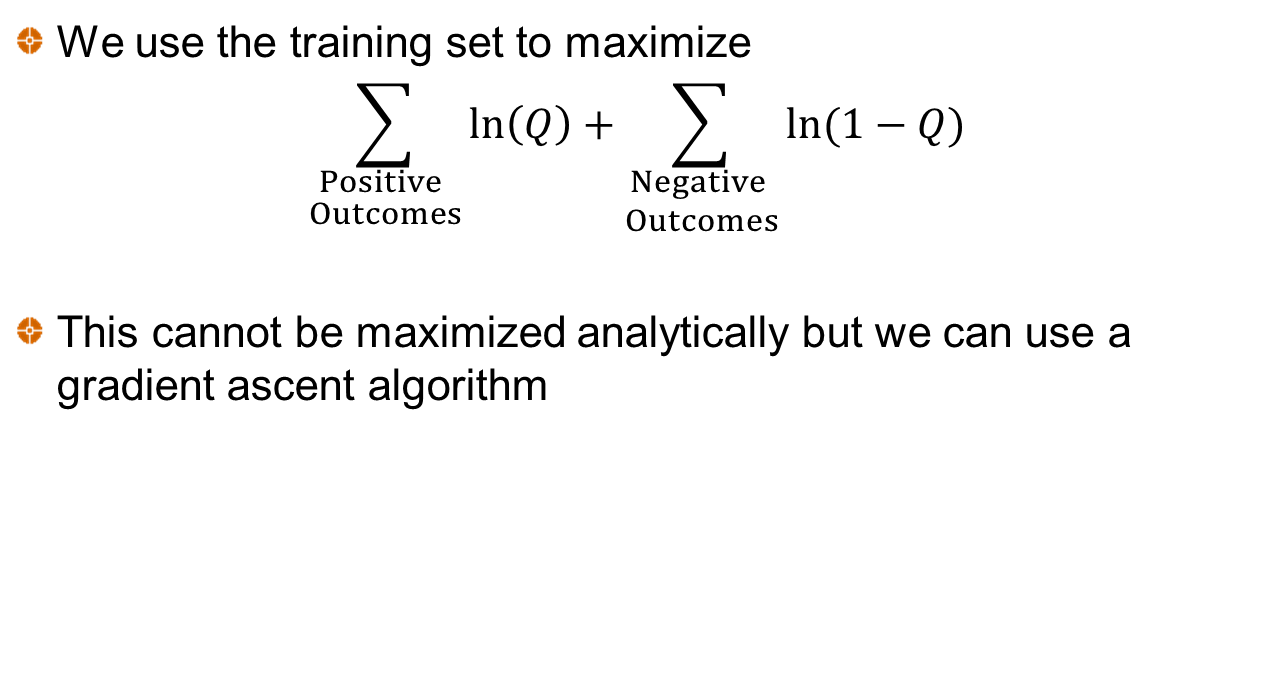 We use the training set to maximize
∑ ln(Q) + ∑ ln(1 − Q)
Positive Negative
Outcomes Outcomes
This cannot be maximized analytically but we can use a
gradient ascent algorithm